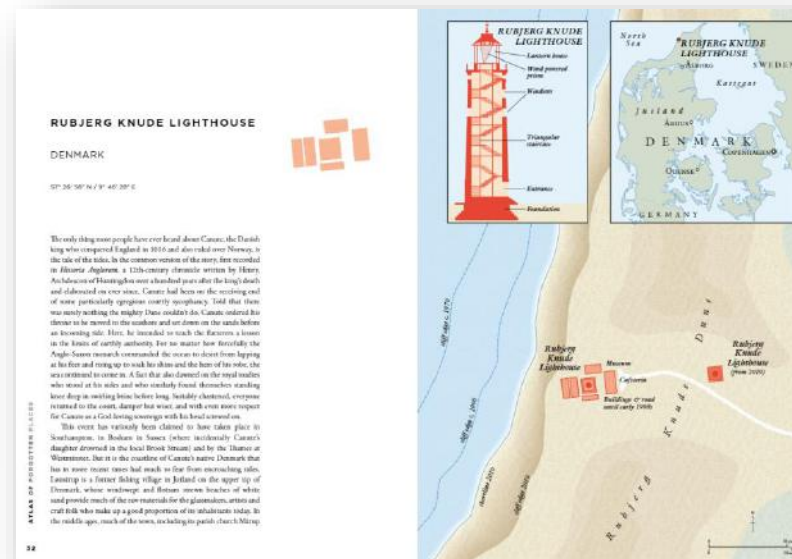 RUBJERG KNUDE LIGHTHOUSE
DENMARK
The only thing most people have ever heard about Canute, the Danish
king who conquered England in 1016 and also ruled over Norway, is
the tale of the tides. In the common version of the story, first recorded
in Historia Anglorum, a 12th-century chronicle written by Henry,
Archdeacon of Huntingdon over a hundred years after the king's death
and elaborated on ever since, Canute had been on the receiving end
of some particularly egregious courtly sycophancy. Told that there
was surely nothing the mighty Dane couldn't do, Canute ordered his
throne to be moved to the seashore and set down on the sands before
an incoming tide. Here, he intended to teach the flatterers a lesson
in the limits of earthly authority. For no matter how forcefully the
Anglo-Saxon monarch commanded the ocean to desist from lapping
at his feet and rising up to soak his shins and the hem of his robe, the
sea continued to come in. A fact that also dawned on the royal toadies
who stood at his sides and who similarly found themselves standing
knee deep in swirling brine before long. Suitably chastened, everyone
returned to the court, damper but wiser, and with even more respect
for Canute as a God loving sovereign with his head screwed on.
This event has variously been claimed to have taken place in
Southampton, in Bosham in Sussex (where incidentally Canute's
daughter drowned in the local Brook Stream) and by the Thames at
Westminster. But it is the coastline of Canute's native Denmark that
has in more recent times had much to fear from encroaching tides.
Lønstrup is a former fishing village in Jutland on the upper tip of
Denmark, whose windswept and flotsam strewn beaches of white
sand provide much of the raw materials for the glassmakers, artists and
craft folk who make up a good proportion of its inhabitants today. In
the middle ages, much of the town, including its parish church Mårup
ATLAS OF FORGOTTEN PLACES
32
RUBJERG KNUDE
LIGHTHOUSE
Lantern house
Wind powered
prism
Windows
Triangular
staircase
Entrance
Foundation
North
Sea
RUBJERG KNUDE
LIGHTHOUSE
ÅLBORG
SWEDEN
Kattegat
Jutland
ÅRHUS
DENMARK
COPENHAGEN
ODENSE
GERMANY
cliff edge c. 1970
Rubjerg
Knude
Lighthouse
Museum
Cafeteria
Buildings & road
until early 1980s
Rubjerg
Knude
Lighthouse
(from 2019)
Rubjerg Knude Dune